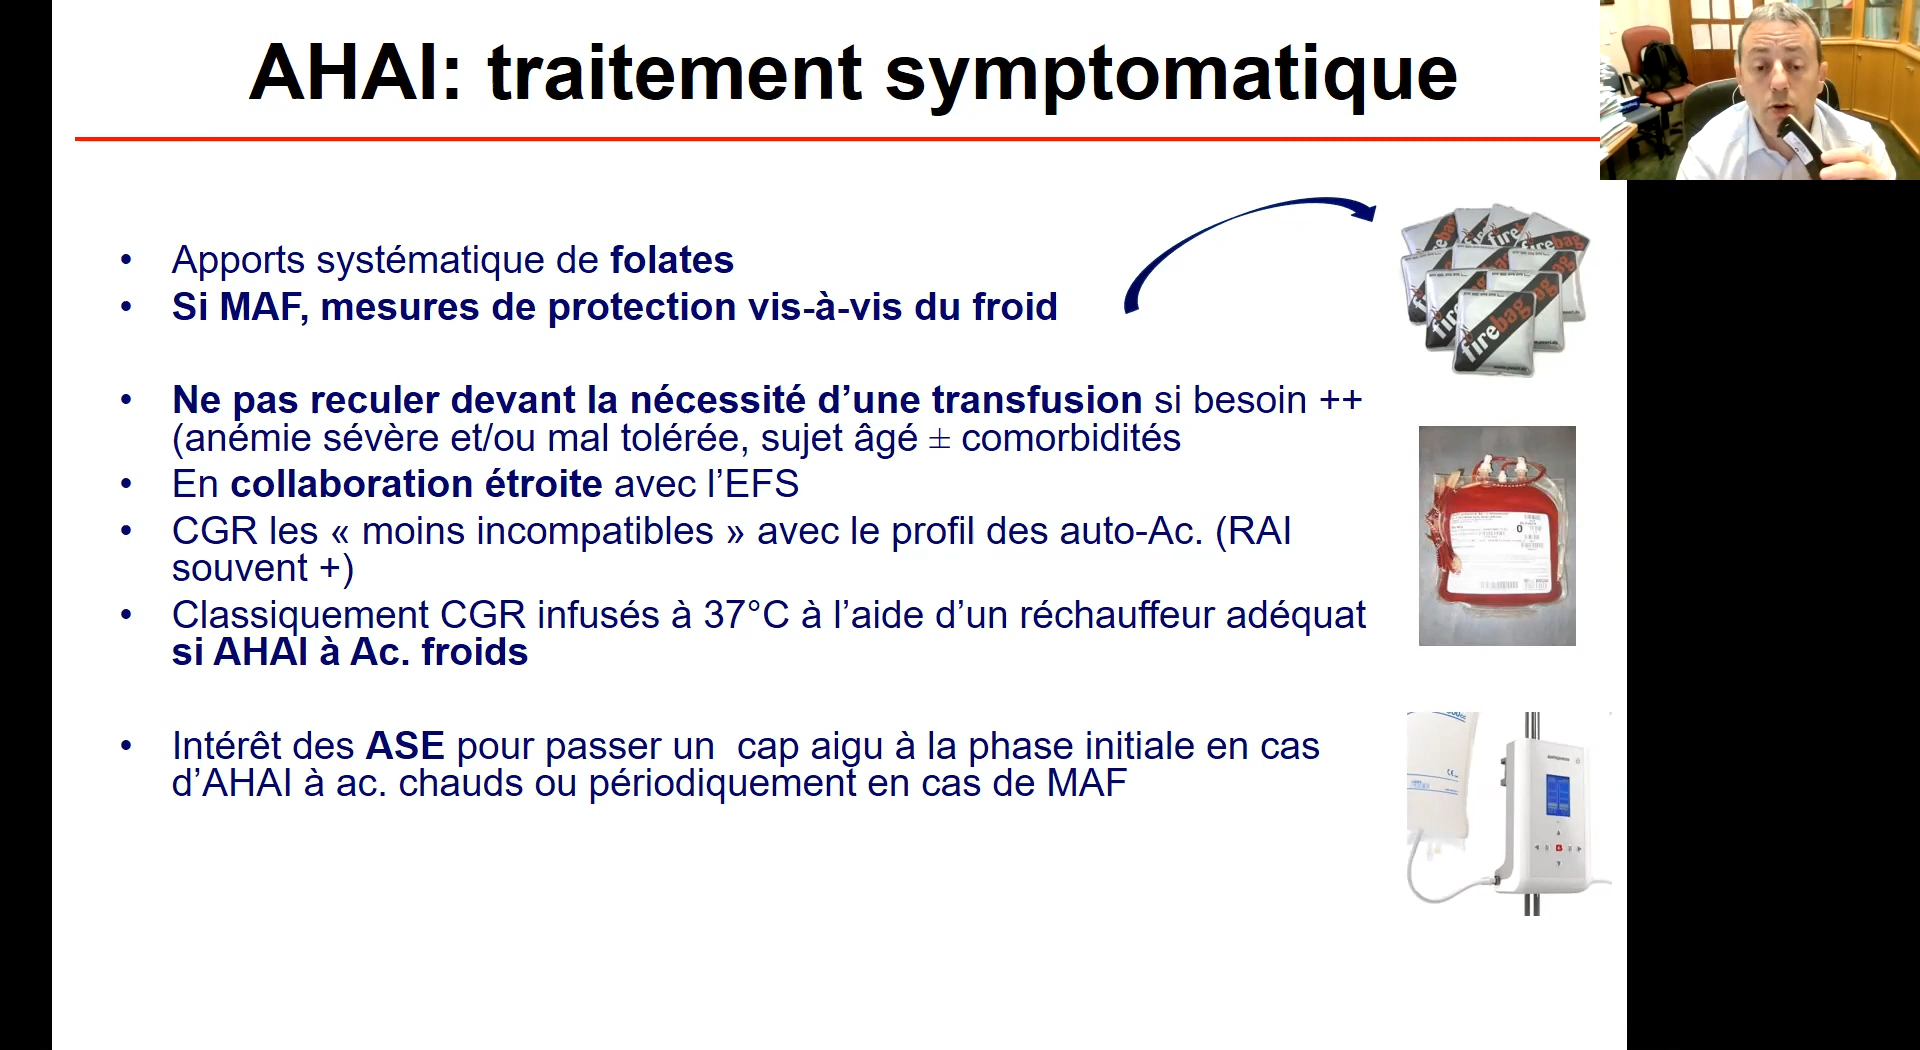 AHAI: traitement symptomatique
• Apports systématique de folates
• Si MAF, mesures de protection vis-à-vis du froid
firebag
• Ne pas reculer devant la nécessité d’une transfusion si besoin ++
(anémie sévère et/ou mal tolérée, sujet âgé ± comorbidités
• En collaboration étroite avec l’EFS
• CGR les « moins incompatibles » avec le profil des auto-Ac. (RAI
souvent +)
• Classiquement CGR infusés à 37°C à l’aide d’un réchauffeur adéquat
si AHAI à Ac. froids
• Intérêt des ASE pour passer un  cap aigu à la phase initiale en cas
d’AHAI à ac. chauds ou périodiquement en cas de MAF